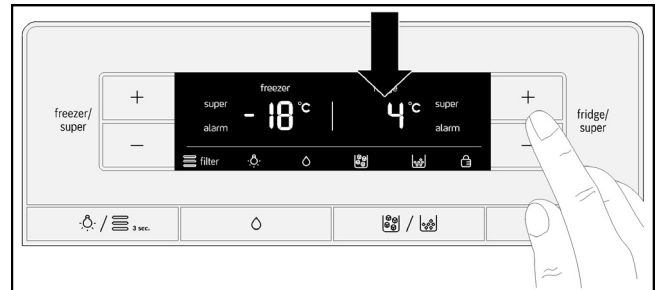 freezer
super
-18°C
alarm
4°C
super
alarm
filter
freezer/
super
+
−
+
−
fridge/
super
/
3 sec.
/